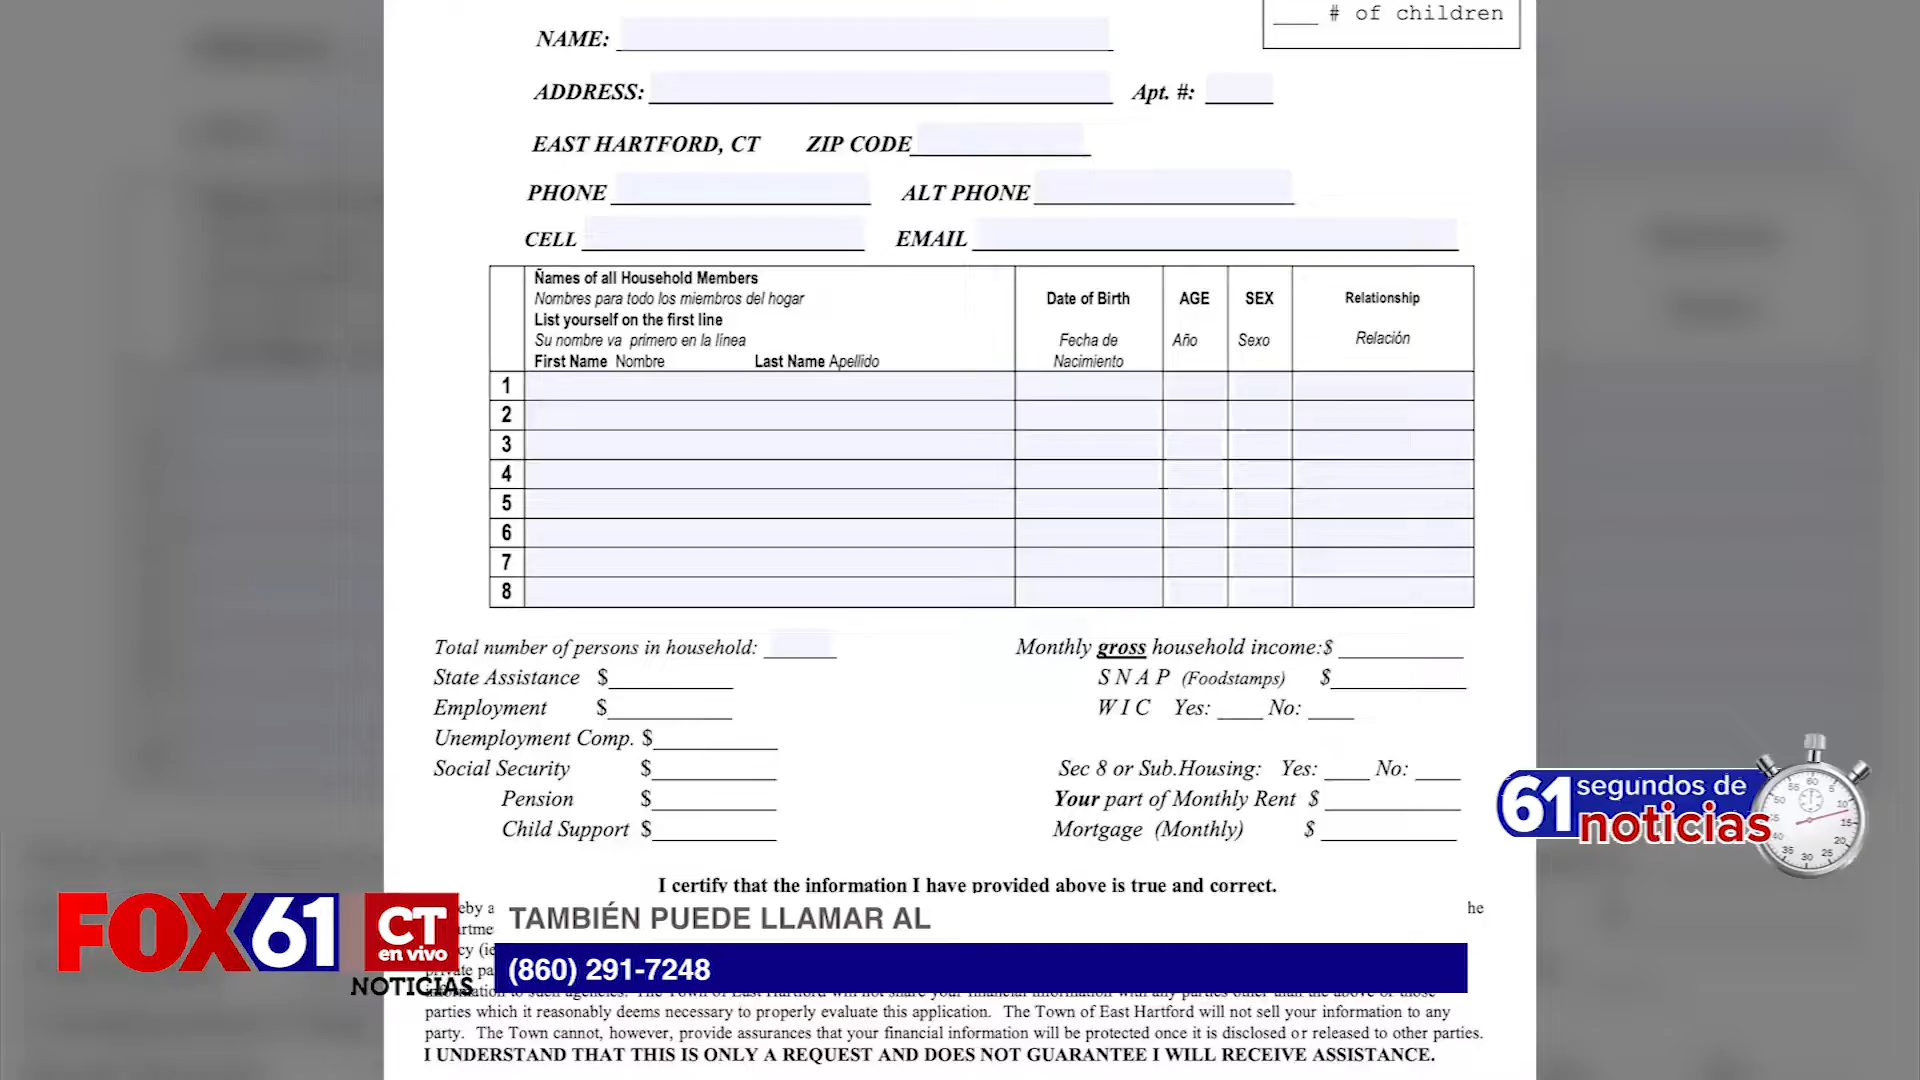 ____ # of children
NAME:
ADDRESS: Apt. #:
EAST HARTFORD, CT ZIP CODE
PHONE ALT PHONE
CELL EMAIL
Names of all Household Members
Nombres para todo los miembros del hogar
List yourself on the first line
Su nombre va primero en la línea
First Name Nombre Last Name Apellido
Date of Birth
Fecha de
Nacimiento
AGE
Año
SEX
Sexo
Relationship
Relación
1
2
3
4
5
6
7
8
Total number of persons in household: Monthly gross household income:$
State Assistance $ S N A P (Foodstamps) $
Employment $ W I C Yes: ____ No: ____
Unemployment Comp. $
Social Security $ Sec 8 or Sub.Housing: Yes: ____ No: ____
Pension $ Your part of Monthly Rent $
Child Support $ Mortgage (Monthly) $
61 segundos de
noticias
I certify that the information I have provided above is true and correct.
he
FOX61 CT
en vivo
NOTICIAS
TAMBIÉN PUEDE LLAMAR AL
(860) 291-7248
parties which it reasonably deems necessary to properly evaluate this application. The Town of East Hartford will not sell your information to any
party. The Town cannot, however, provide assurances that your financial information will be protected once it is disclosed or released to other parties.
I UNDERSTAND THAT THIS IS ONLY A REQUEST AND DOES NOT GUARANTEE I WILL RECEIVE ASSISTANCE.